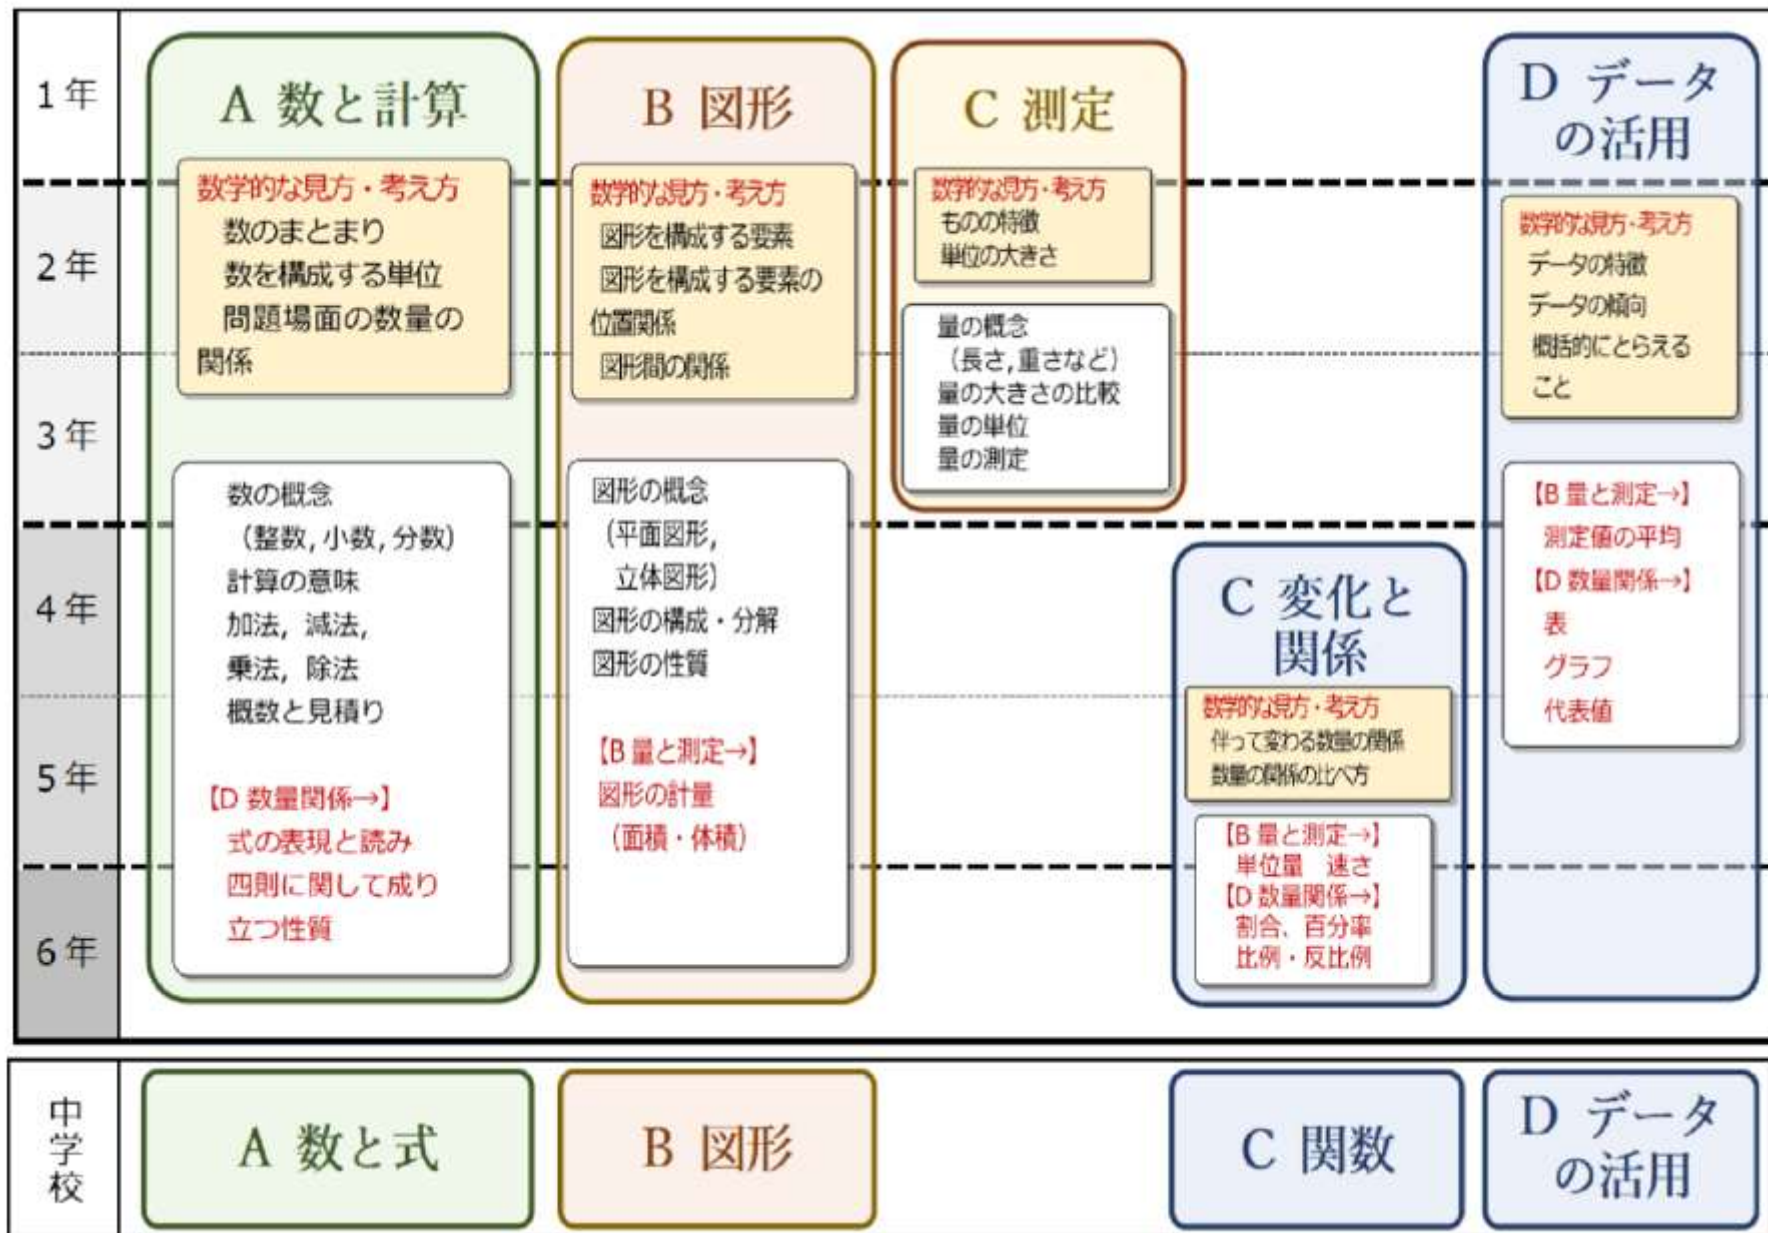 1年
2年
3年
4年
5年
6年
A 数と計算
数学的な見方・考え方
数のまとまり
数を構成する単位
問題場面の数量の
関係
数の概念
(整数,小数,分数)
計算の意味
加法,減法,
乗法,除法
概数と見積り
【D 数量関係→】
式の表現と読み
四則に関して成り
立つ性質
B 図形
数学的な見方・考え方
図形を構成する要素
図形を構成する要素の
位置関係
図形間の関係
図形の概念
(平面図形,
立体図形)
図形の構成・分解
図形の性質
【B 量と測定→】
図形の計量
(面積・体積)
C 測定
数学的な見方・考え方
ものの特徴
単位の大きさ
量の概念
(長さ,重さなど)
量の大きさの比較
量の単位
量の測定
C 変化と
関係
数学的な見方・考え方
伴って変わる数量の関係
数量の関係の比べ方
【B 量と測定→】
単位量 速さ
【D 数量関係→】
割合、百分率
比例・反比例
D データ
の活用
数学的な見方・考え方
データの特徴
データの傾向
概括的にとらえる
こと
【B 量と測定→】
測定値の平均
【D 数量関係→】
表
グラフ
代表値
中学校
A 数と式
B 図形
C 関数
D データ
の活用